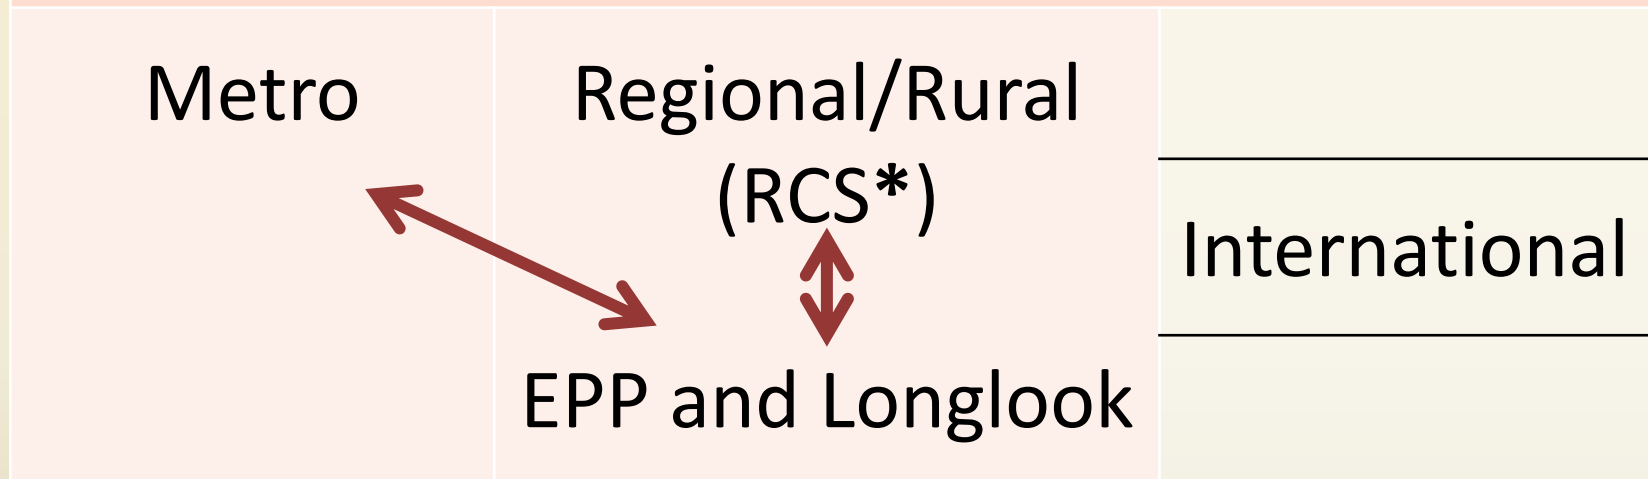 Metro
Regional/Rural
(RCS*)
EPP and Longlook
International